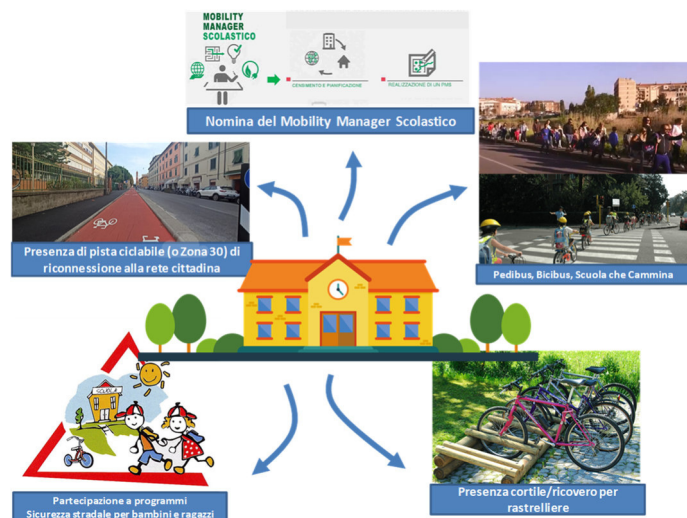 MOBILITY
MANAGER
SCOLASTICO
CENSIMENTO E PIANIFICAZIONE
REALIZZAZIONE DI UN PMS
Nomina del Mobility Manager Scolastico
Presenza di pista ciclabile (o Zona 30) di
riconnessione alla rete cittadina
Pedibus, Bicibus, Scuola che Cammina
SCUOLA
Partecipazione a programmi
Sicurezza stradale per bambini e ragazzi
Presenza cortile/ricovero per
rastrelliere